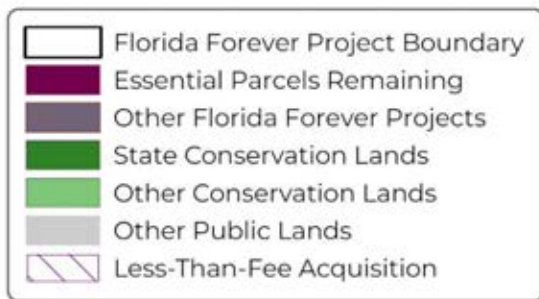 Florida Forever Project Boundary
Essential Parcels Remaining
Other Florida Forever Projects
State Conservation Lands
Other Conservation Lands
Other Public Lands
Less-Than-Fee Acquisition